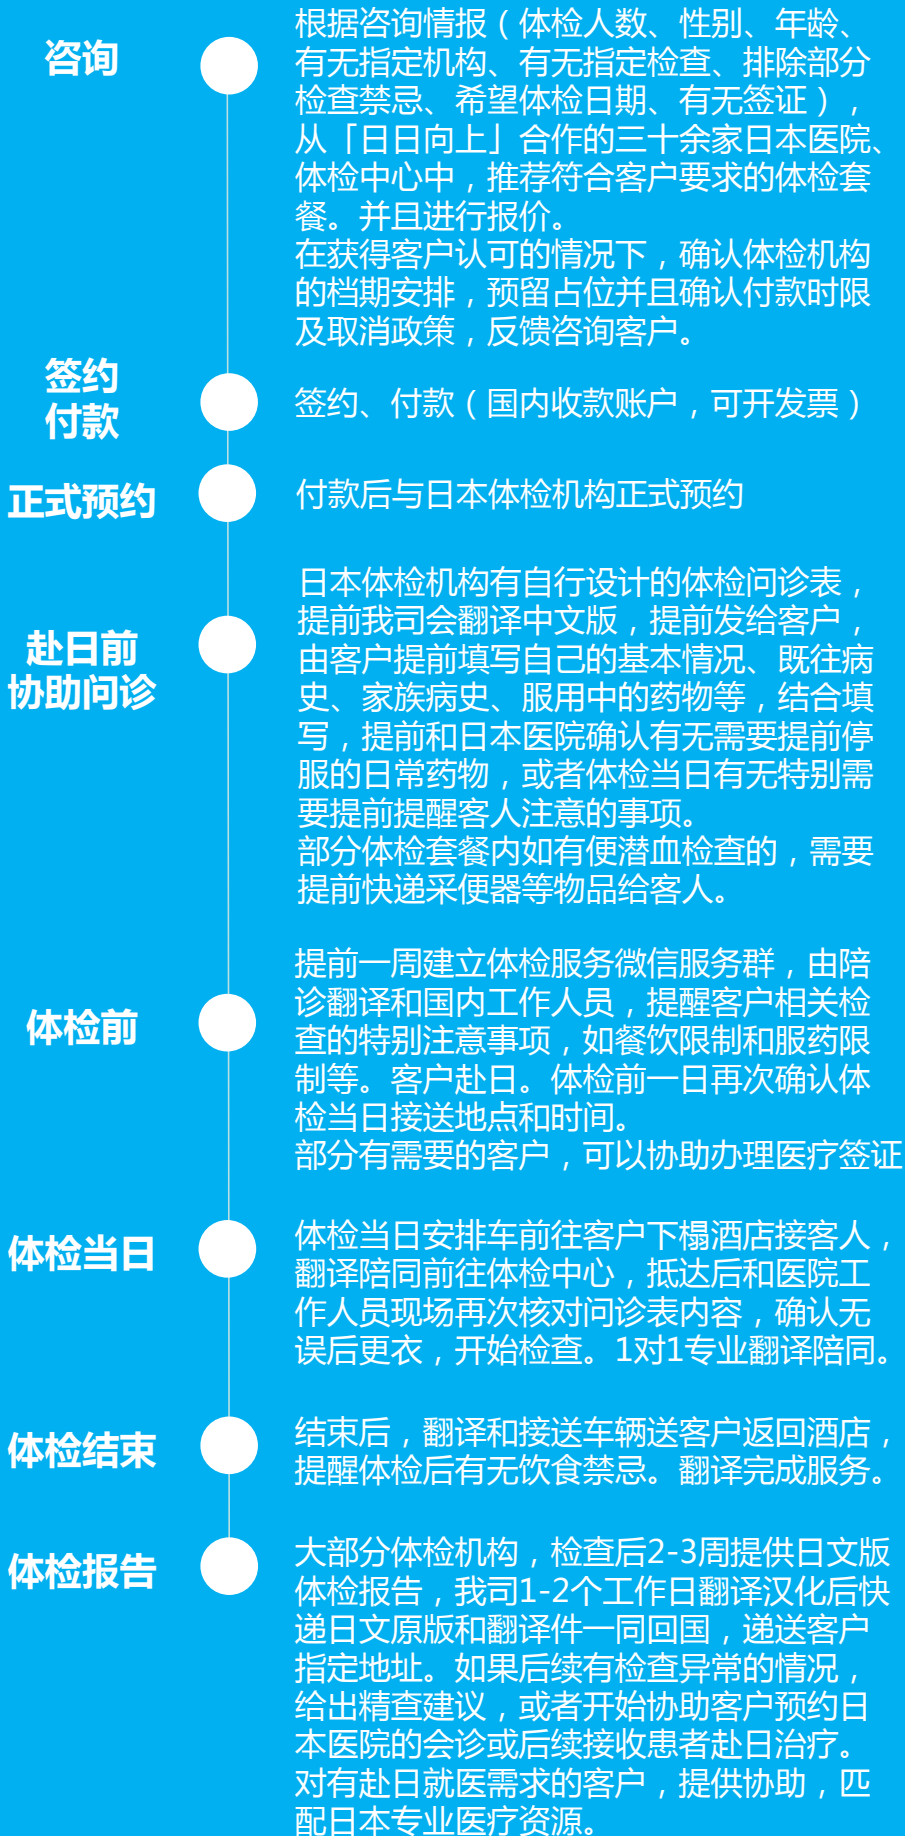 咨询
根据咨询情报（体检人数、性别、年龄、
有无指定机构、有无指定检查、排除部分
检查禁忌、希望体检日期、有无签证），
从「日日向上」合作的三十余家日本医院、
体检中心中，推荐符合客户要求的体检套
餐。并且进行报价。
在获得客户认可的情况下，确认体检机构
的档期安排，预留占位并且确认付款时限
及取消政策，反馈咨询客户。
签约
付款
签约、付款（国内收款账户，可开发票）
正式预约
付款后与日本体检机构正式预约
赴日前
协助问诊
日本体检机构有自行设计的体检问诊表，
提前我司会翻译中文版，提前发给客户，
由客户提前填写自己的基本情况、既往病
史、家族病史、服用中的药物等，结合填
写，提前和日本医院确认有无需要提前停
服的日常药物，或者体检当日有无特别需
要提前提醒客人注意的事项。
部分体检套餐内如有便潜血检查的，需要
提前快递采便器等物品给客人。
体检前
提前一周建立体检服务微信服务群，由陪
诊翻译和国内工作人员，提醒客户相关检
查的特别注意事项，如餐饮限制和服药限
制等。客户赴日。体检前一日再次确认体
检当日接送地点和时间。
部分有需要的客户，可以协助办理医疗签证
体检当日
体检当日安排车前往客户下榻酒店接客人，
翻译陪同前往体检中心，抵达后和医院工
作人员现场再次核对问诊表内容，确认无
误后更衣，开始检查。1对1专业翻译陪同。
体检结束
结束后，翻译和接送车辆送客户返回酒店，
提醒体检后有无饮食禁忌。翻译完成服务。
体检报告
大部分体检机构，检查后2-3周提供日文版
体检报告，我司1-2个工作日翻译汉化后快
递日文原版和翻译件一同回国，递送客户
指定地址。如果后续有检查异常的情况，
给出精查建议，或者开始协助客户预约日
本医院的会诊或后续接收患者赴日治疗。
对有赴日就医需求的客户，提供协助，匹
配日本专业医疗资源。